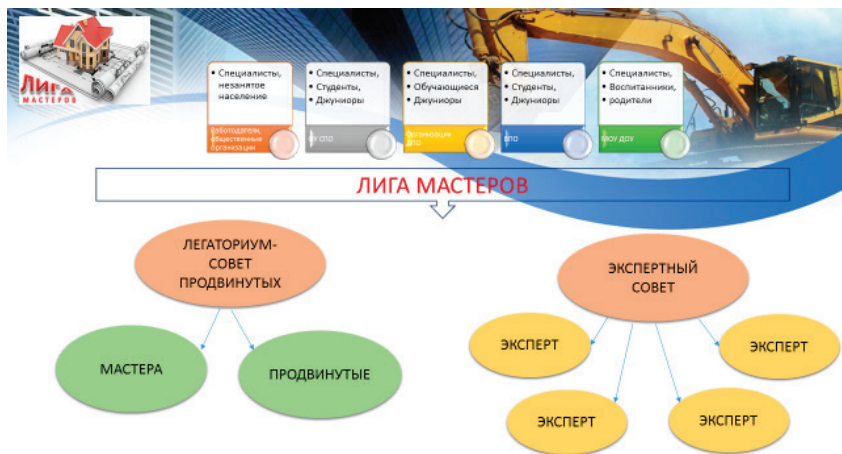 ЛИГА
МАСТЕРОВ
• Специалисты,
незанятое
население
Работодатели,
общественные
организации
• Специалисты,
• Студенты,
• Джуниоры
СПО
• Специалисты,
• Обучающиеся
• Джуниоры
Организации
ДПО
• Специалисты,
• Студенты,
• Джуниоры
ВПО
• Специалисты,
• Воспитанники,
• родители
МОУ ДОУ
ЛИГА МАСТЕРОВ
ЛЕГАТОРИУМ-
СОВЕТ
ПРОДВИНУТЫХ
МАСТЕРА
ПРОДВИНУТЫЕ
ЭКСПЕРТНЫЙ
СОВЕТ
ЭКСПЕРТ
ЭКСПЕРТ
ЭКСПЕРТ
ЭКСПЕРТ